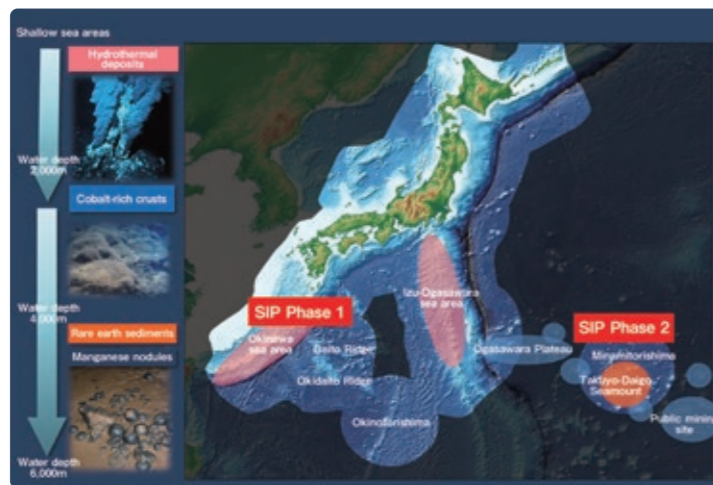 Shallow sea areas
Hydrothermal
deposits
Water depth
2,000m
Cobalt-rich crusts
Water depth
4,000m
Rare earth sediments
Manganese nodules
Water depth
6,000m
SIP Phase 1
Okinawa
sea area
Izu-Ogasawara
sea area
Daito Ridge
Okidaito Ridge
Okinotorishima
Ogasawara Plateau
SIP Phase 2
Minamitorishima
Takuyo-Daigo
Seamount
Public mining
site